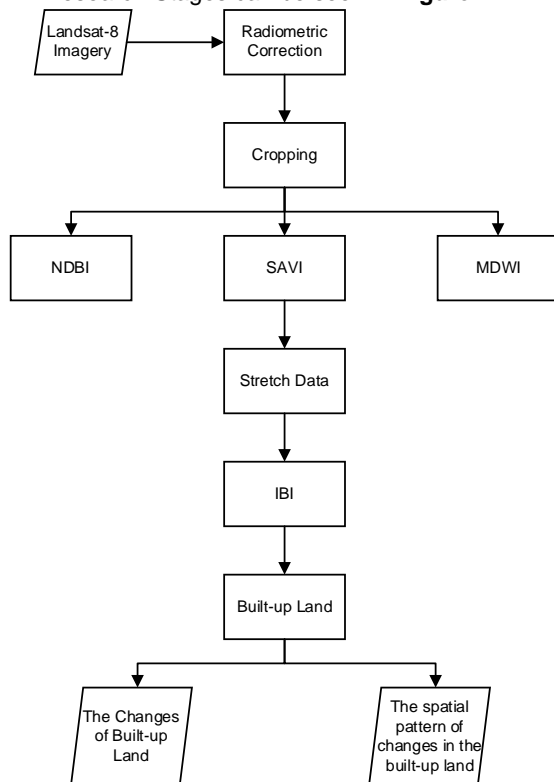 Landsat-8
Imagery
Radiometric
Correction
Cropping
NDBI
SAVI
MDWI
Stretch Data
IBI
Built-up Land
The Changes
of Built-up
Land
The spatial
pattern of
changes in the
built-up land